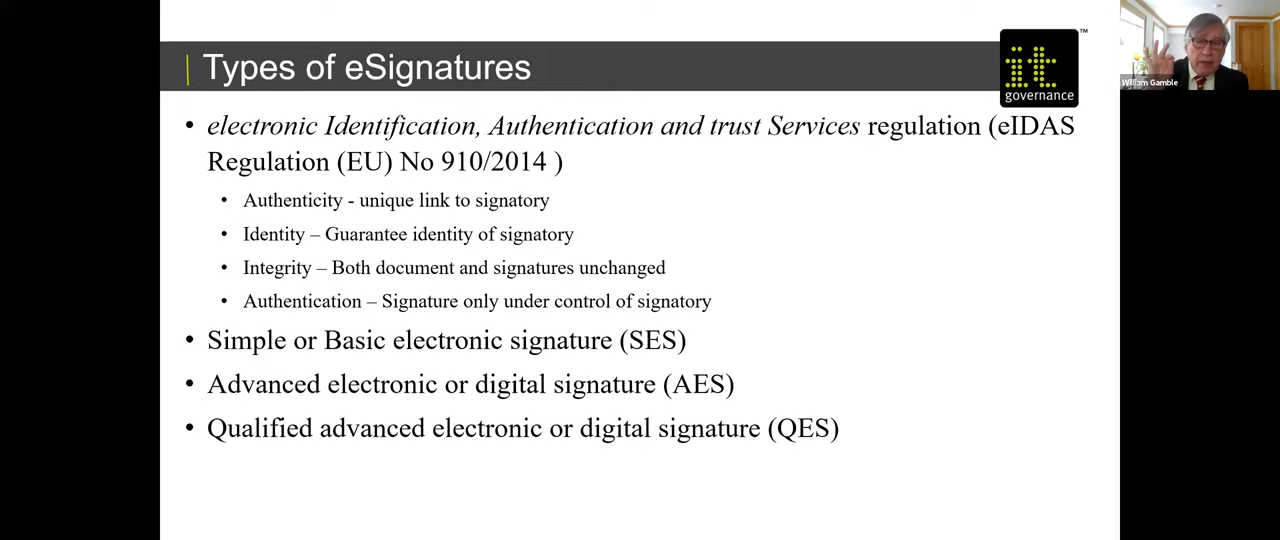 Types of eSignatures
it
governance
TM
William Gamble
• electronic Identification, Authentication and trust Services regulation (eIDAS
Regulation (EU) No 910/2014 )
• Authenticity - unique link to signatory
• Identity – Guarantee identity of signatory
• Integrity – Both document and signatures unchanged
• Authentication – Signature only under control of signatory
• Simple or Basic electronic signature (SES)
• Advanced electronic or digital signature (AES)
• Qualified advanced electronic or digital signature (QES)